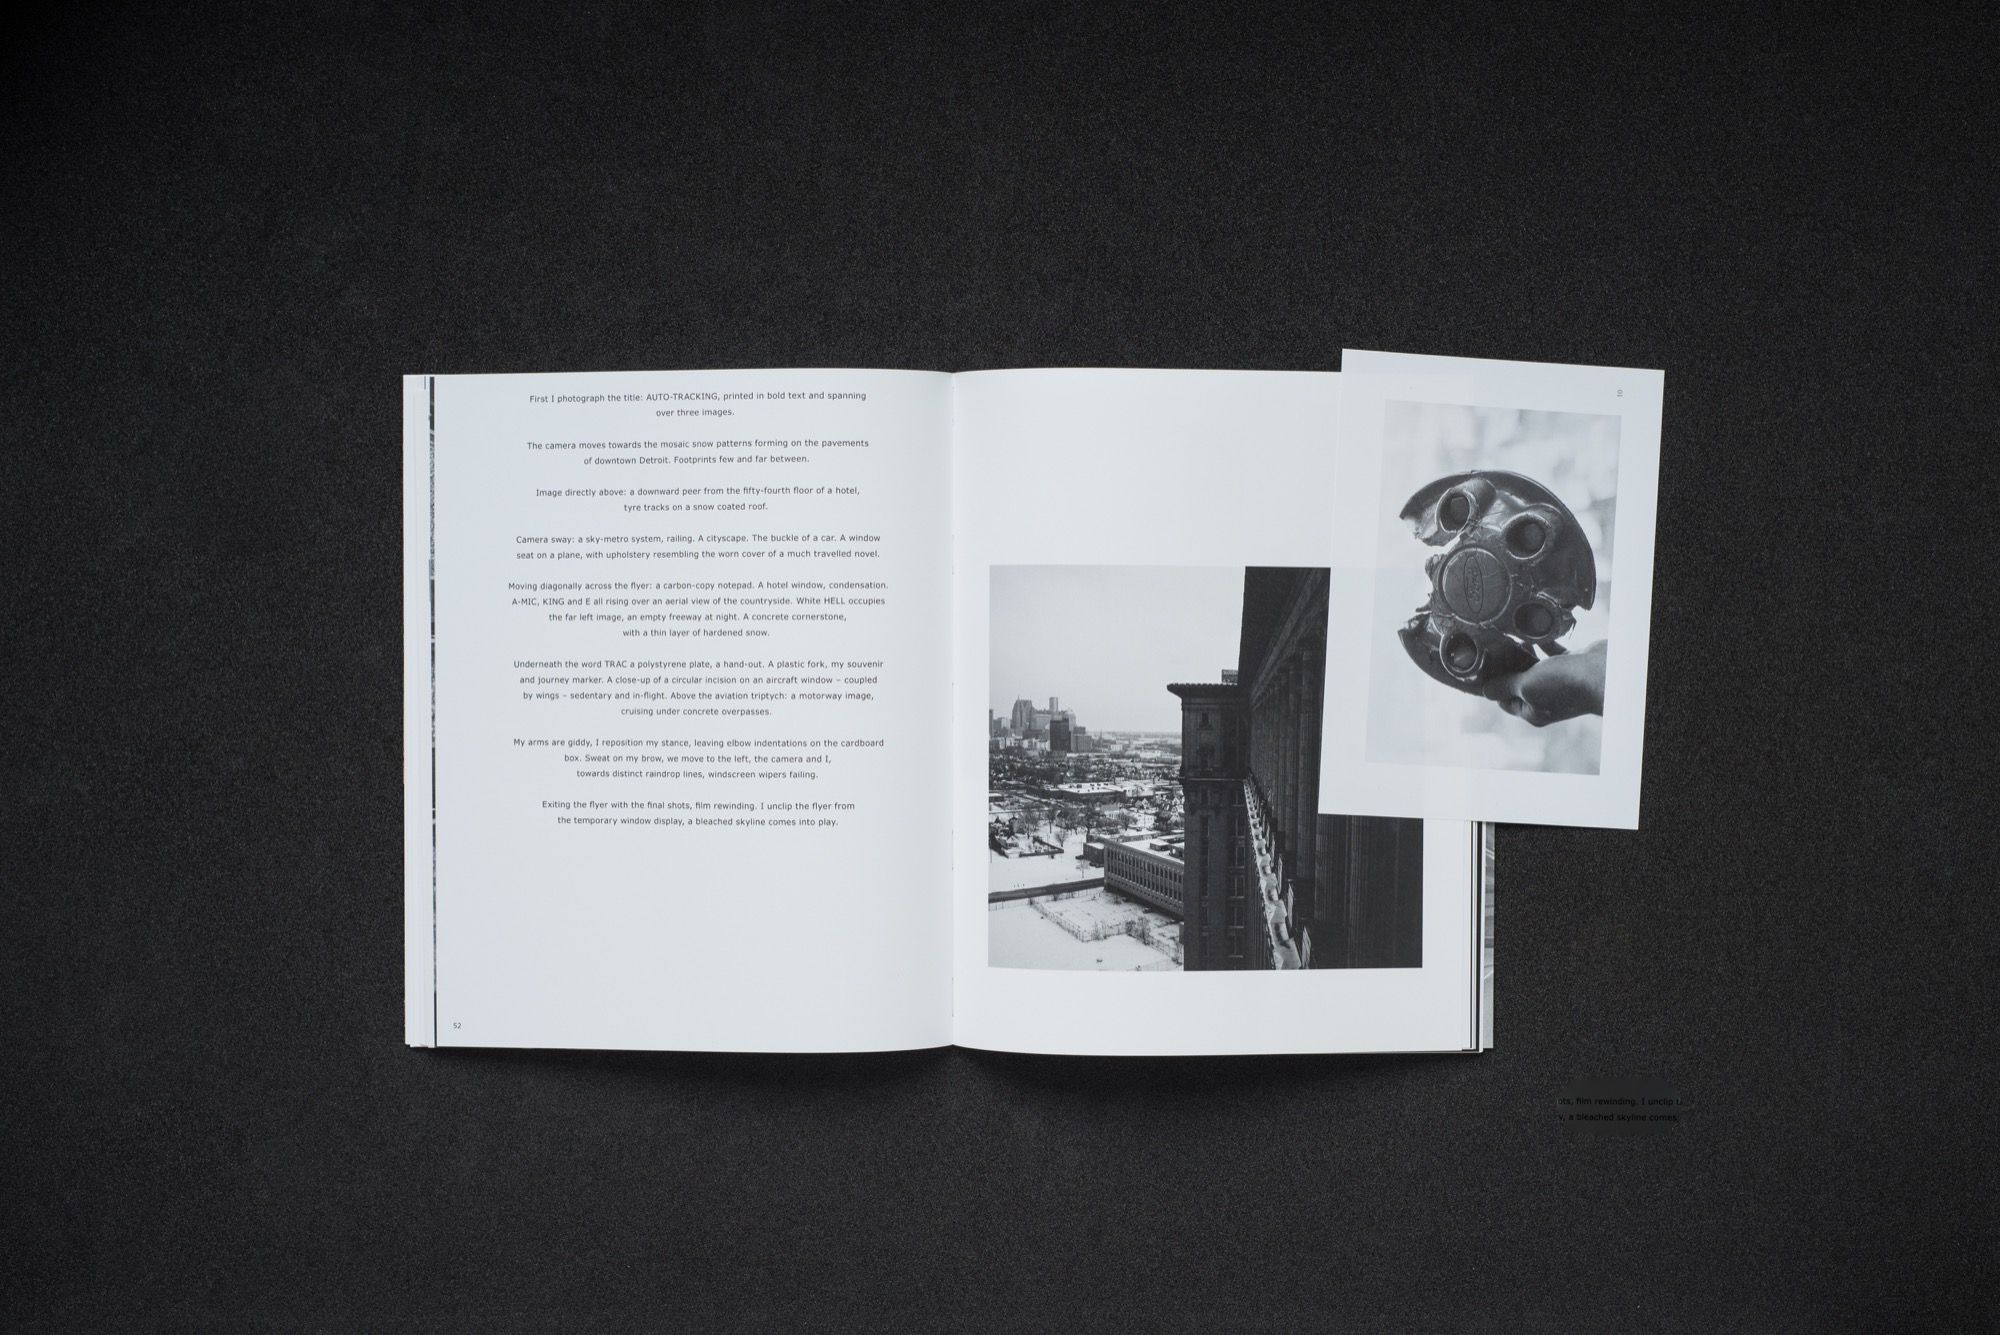 First I photograph the title: AUTO-TRACKING, printed in bold text and spanning
over three images.
The camera moves towards the mosaic snow patterns forming on the pavements
of downtown Detroit. Footprints few and far between.
Image directly above: a downward peer from the fifty-fourth floor of a hotel,
tyre tracks on a snow coated roof.
Camera sway: a sky-metro system, railing. A cityscape. The buckle of a car. A window
seat on a plane, with upholstery resembling the worn cover of a much travelled novel.
Moving diagonally across the flyer: a carbon-copy notepad. A hotel window, condensation.
A-MIC, KING and E all rising over an aerial view of the countryside. White HELL occupies
the far left image, an empty freeway at night. A concrete cornerstone,
with a thin layer of hardened snow.
Underneath the word TRAC a polystyrene plate, a hand-out. A plastic fork, my souvenir
and journey marker. A close-up of a circular incision on an aircraft window – coupled
by wings – sedentary and in-flight. Above the aviation triptych: a motorway image,
cruising under concrete overpasses.
My arms are giddy, I reposition my stance, leaving elbow indentations on the cardboard
box. Sweat on my brow, we move to the left, the camera and I,
towards distinct raindrop lines, windscreen wipers failing.
Exiting the flyer with the final shots, film rewinding. I unclip the flyer from
the temporary window display, a bleached skyline comes into play.
52
10
ots, film rewinding. I unclip t
y, a bleached skyline comes